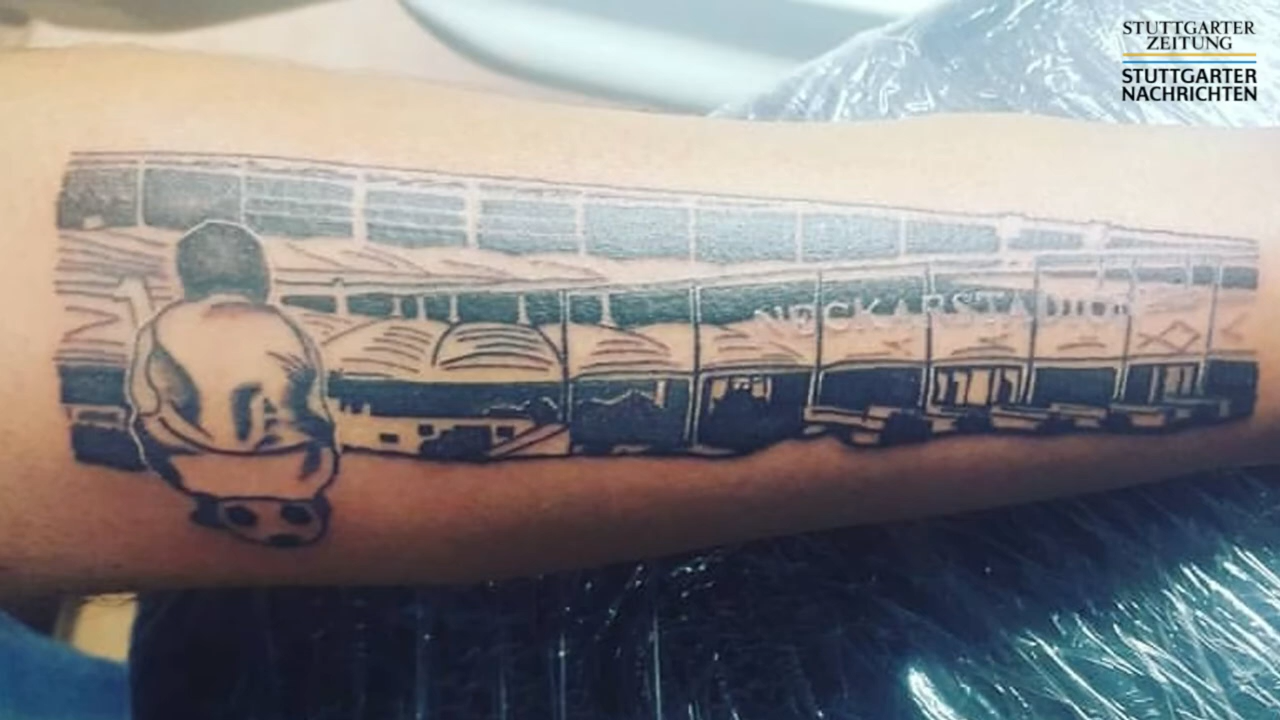 STUTTGARTER
ZEITUNG
STUTTGARTER
NACHRICHTEN
NECKARSTADION